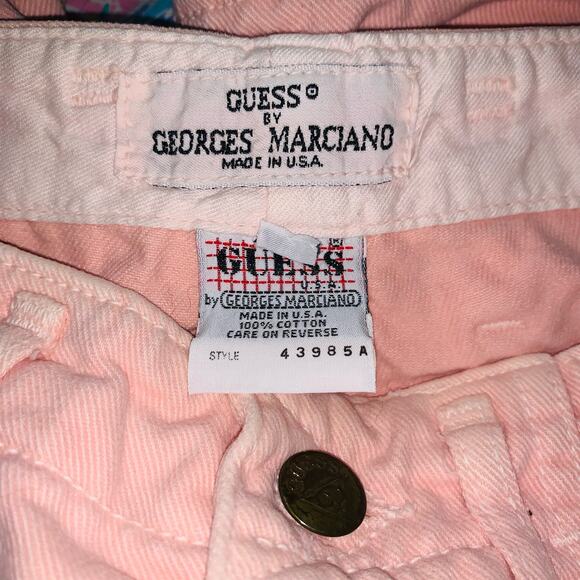 GUESS®
BY
GEORGES MARCIANO
MADE IN U.S.A.
GUESS
U.S.A.
by GEORGES MARCIANO
MADE IN U.S.A.
100% COTTON
CARE ON REVERSE
STYLE 43985A